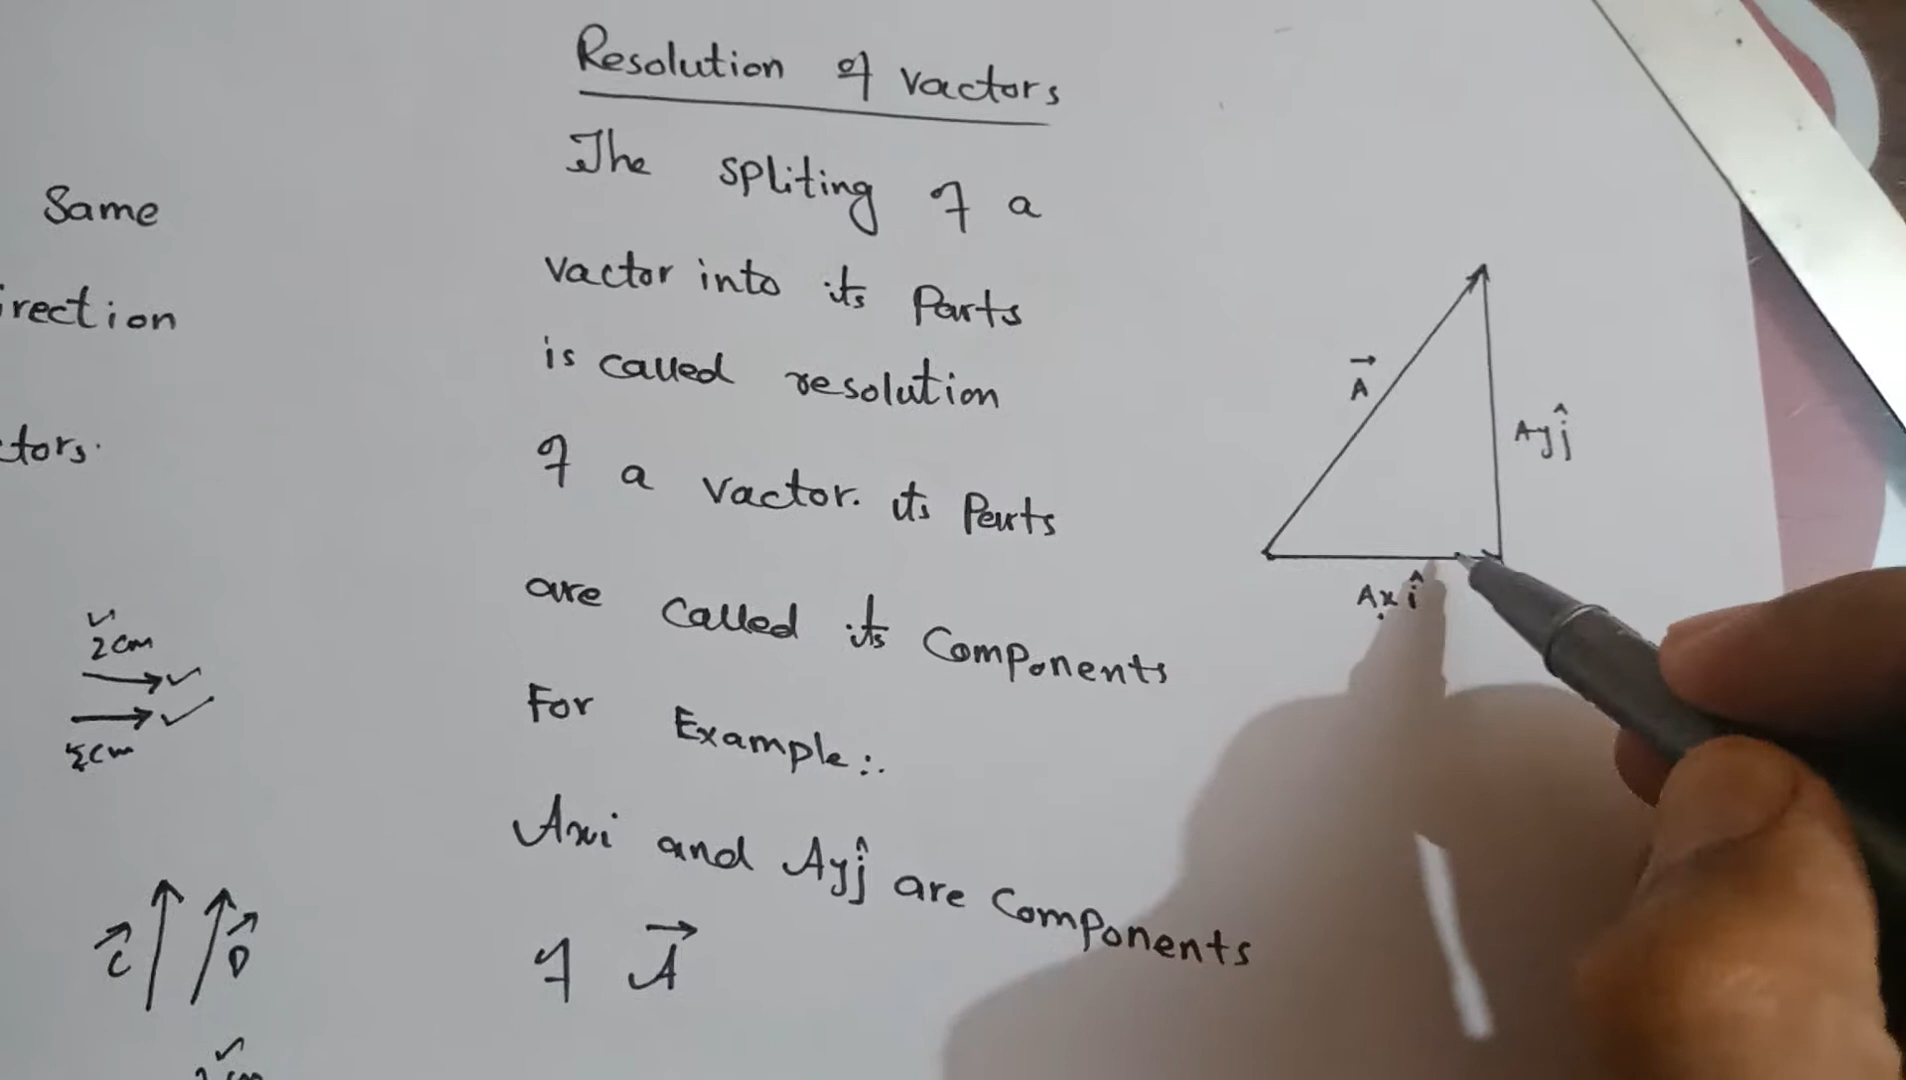 Resolution of vactors
The spliting of a
vactor into its Parts
is called resolution
of a vactor. its Parts
are called its Components
For Example:.
Axi and Ayĵ are Components
of A⃗
A⃗
Ayĵ
Axî
Same
irection
ctors.
2cm
C⃗
D⃗